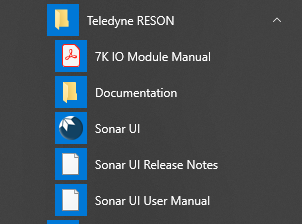 Teledyne RESON
7K IO Module Manual
Documentation
Sonar UI
Sonar UI Release Notes
Sonar UI User Manual